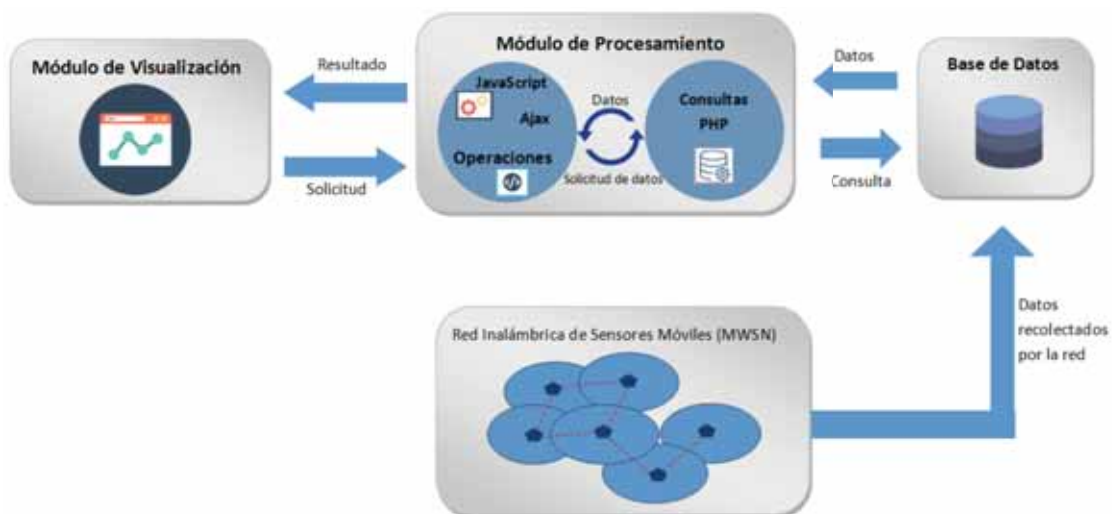 Módulo de Visualización
Resultado
Solicitud
Módulo de Procesamiento
JavaScript
Ajax
Operaciones
Datos
Solicitud de datos
Consultas
PHP
Datos
Consulta
Base de Datos
Datos
recolectados
por la red
Red Inalámbrica de Sensores Móviles (MWSN)